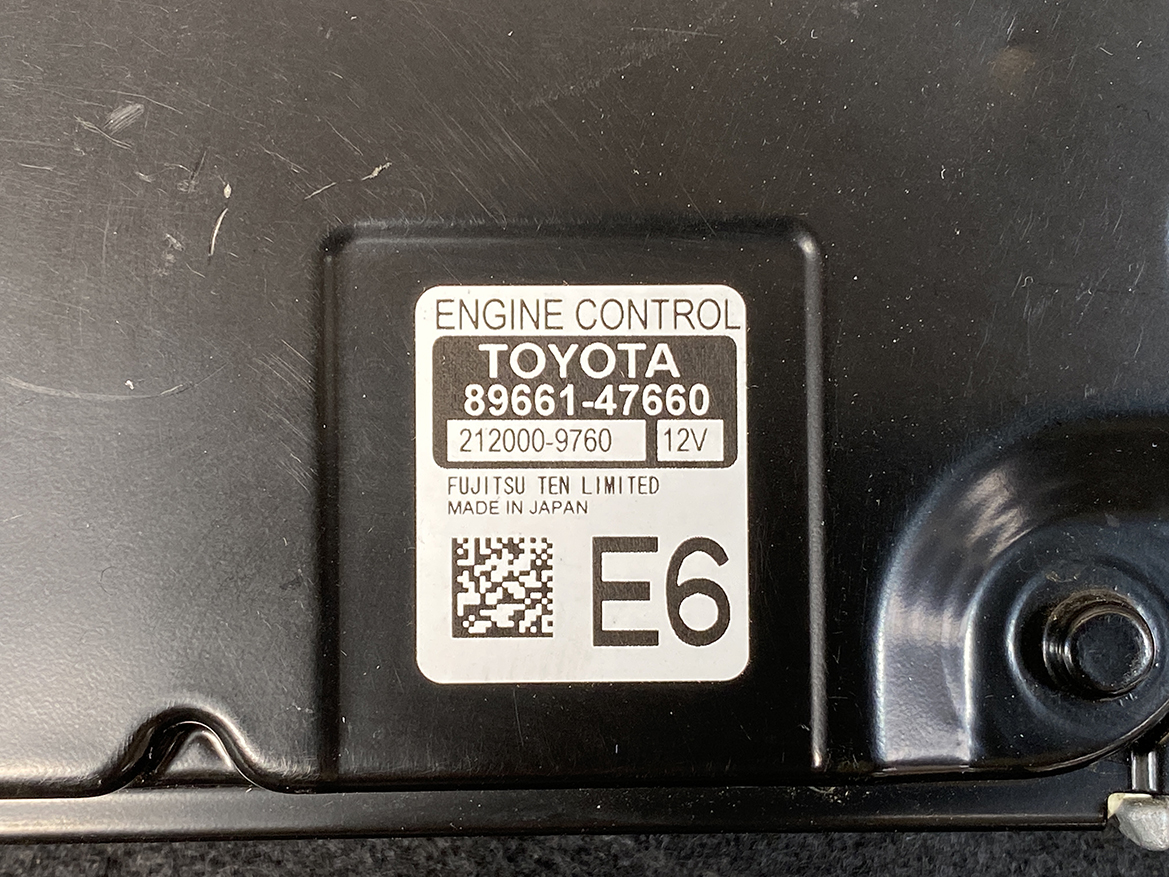 ENGINE CONTROL
TOYOTA
89661-47660
212000-9760 12V
FUJITSU TEN LIMITED
MADE IN JAPAN
E6